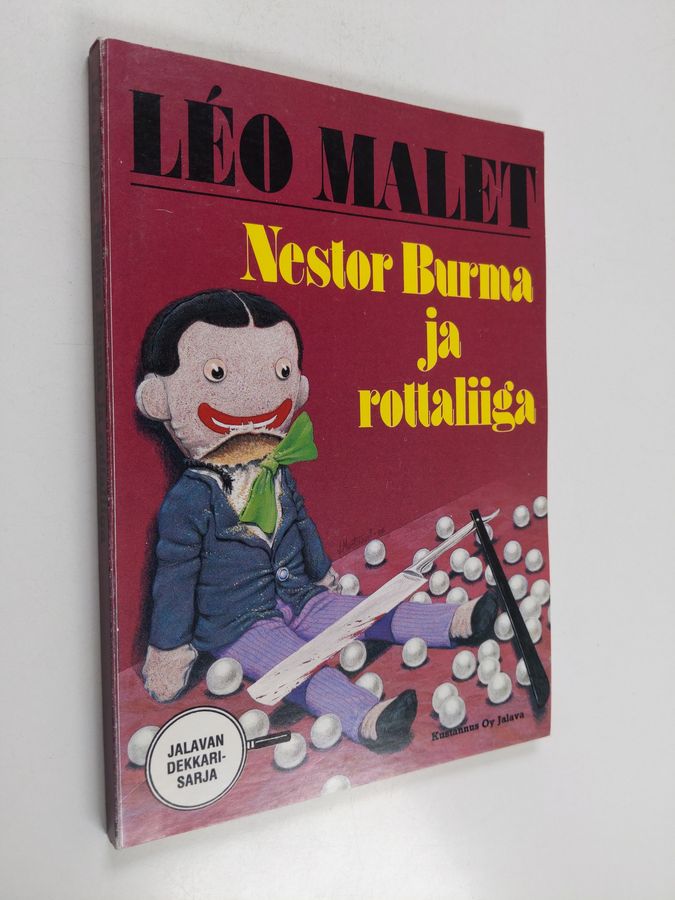 LÉO MALET
Nestor Burma
ja
rottaliiga
JALAVAN
DEKKARI-
SARJA
Kustannus Oy Jalava